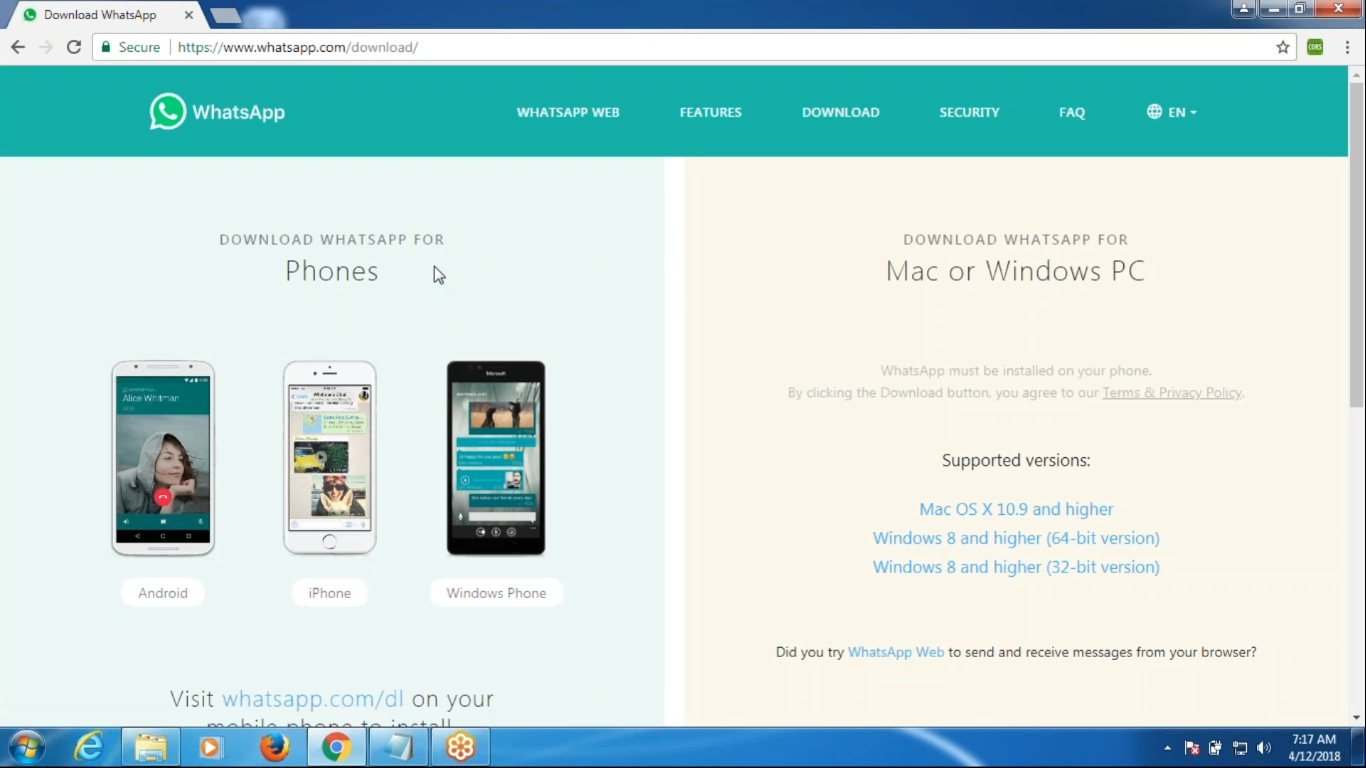 Download WhatsApp
Secure
https://www.whatsapp.com/download/
WhatsApp
WHATSAPP WEB
FEATURES
DOWNLOAD
SECURITY
FAQ
EN
DOWNLOAD WHATSAPP FOR
Phones
Alice Whitman
Microsoft
Android
iPhone
Windows Phone
Visit whatsapp.com/dl on your
mobile phone to install
DOWNLOAD WHATSAPP FOR
Mac or Windows PC
WhatsApp must be installed on your phone.
By clicking the Download button, you agree to our Terms & Privacy Policy.
Supported versions:
Mac OS X 10.9 and higher
Windows 8 and higher (64-bit version)
Windows 8 and higher (32-bit version)
Did you try WhatsApp Web to send and receive messages from your browser?
7:17 AM
4/12/2018